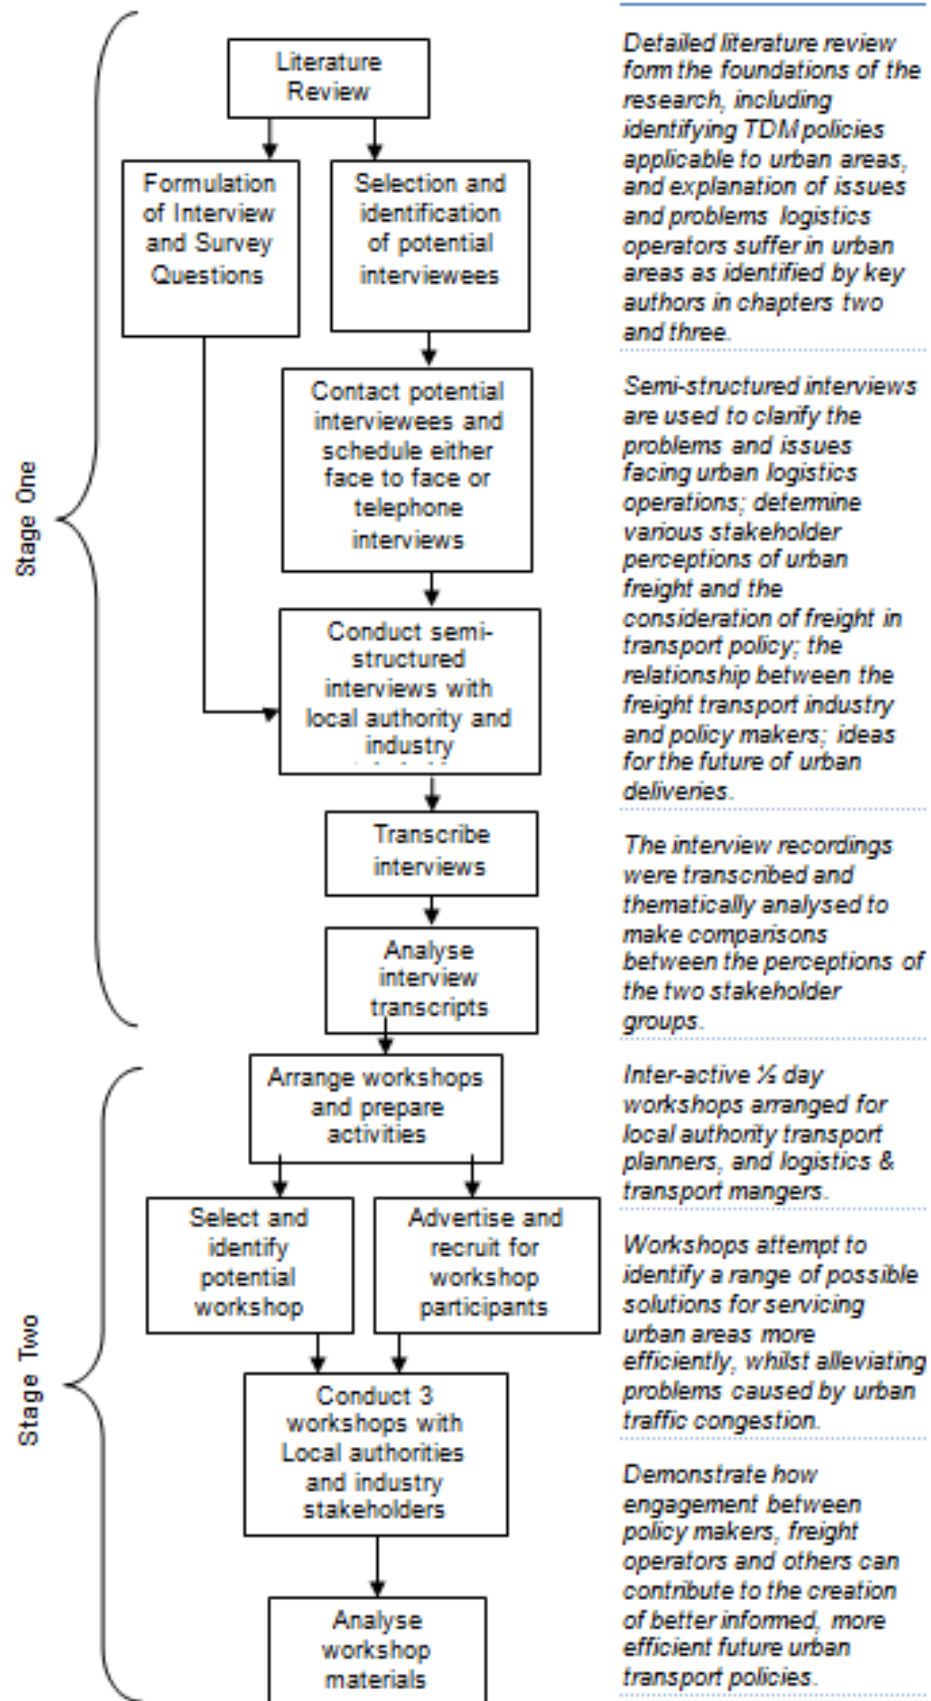 Literature
Review
Formulation
of Interview
and Survey
Questions
Selection and
identification
of potential
interviewees
Contact potential
interviewees and
schedule either
face to face or
telephone
interviews
Conduct semi-
structured
interviews with
local authority and
industry
Transcribe
interviews
Analyse
interview
transcripts
Stage One
Arrange workshops
and prepare
activities
Select and
identify
potential
workshop
Advertise and
recruit for
workshop
participants
Conduct 3
workshops with
Local authorities
and industry
stakeholders
Analyse
workshop
materials
Stage Two
Detailed literature review
form the foundations of the
research, including
identifying TDM policies
applicable to urban areas,
and explanation of issues
and problems logistics
operators suffer in urban
areas as identified by key
authors in chapters two
and three.
Semi-structured interviews
are used to clarify the
problems and issues
facing urban logistics
operations; determine
various stakeholder
perceptions of urban
freight and the
consideration of freight in
transport policy; the
relationship between the
freight transport industry
and policy makers; ideas
for the future of urban
deliveries.
The interview recordings
were transcribed and
thematically analysed to
make comparisons
between the perceptions of
the two stakeholder
groups.
Inter-active ½ day
workshops arranged for
local authority transport
planners, and logistics &
transport mangers.
Workshops attempt to
identify a range of possible
solutions for servicing
urban areas more
efficiently, whilst alleviating
problems caused by urban
traffic congestion.
Demonstrate how
engagement between
policy makers, freight
operators and others can
contribute to the creation
of better informed, more
efficient future urban
transport policies.